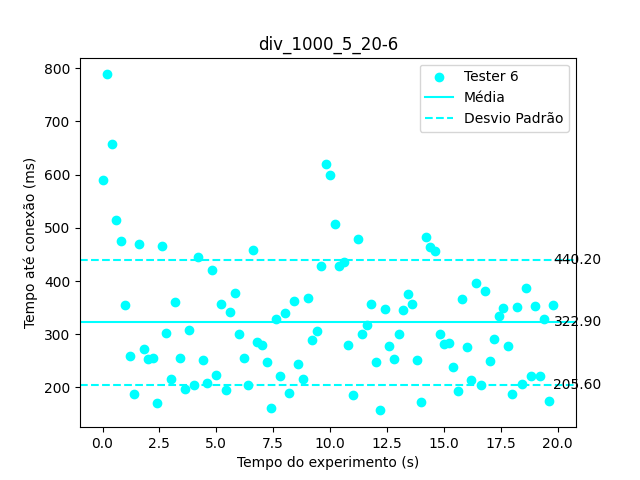 div_1000_5_20-6
Tester 6
Média
Desvio Padrão
Tempo até conexão (ms)
800
700
600
500
400
300
200
440.20
322.90
205.60
0.0 2.5 5.0 7.5 10.0 12.5 15.0 17.5 20.0
Tempo do experimento (s)